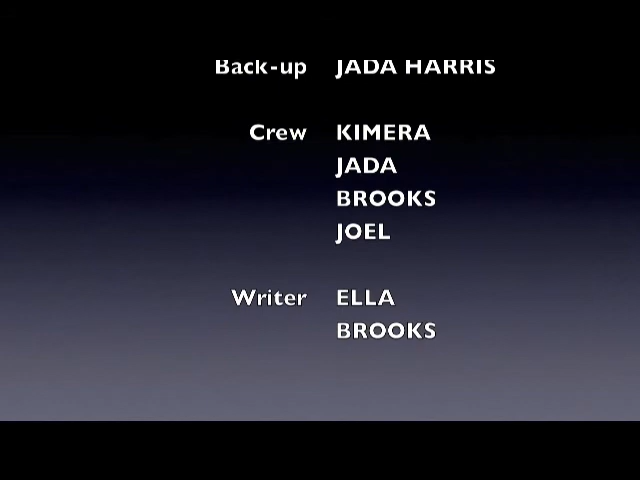 Back-up JADA HARRIS
Crew KIMERA
JADA
BROOKS
JOEL
Writer ELLA
BROOKS